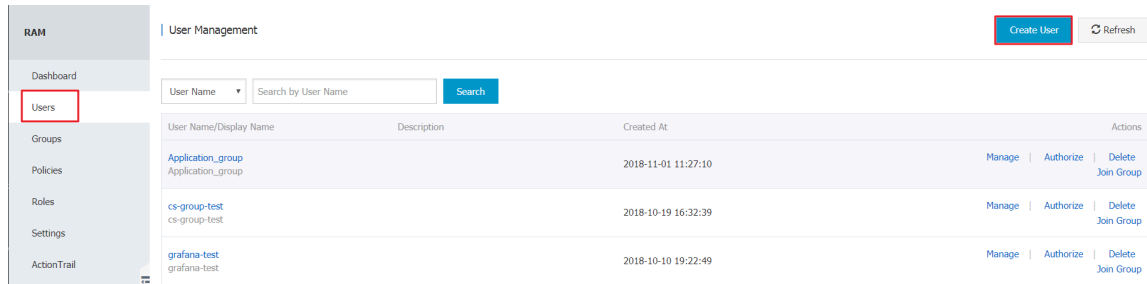 RAM
User Management
Create User
Refresh
Dashboard
Users
Groups
Policies
Roles
Settings
ActionTrail
User Name
Search by User Name
Search
User Name/Display Name Description Created At Actions
Application_group 2018-11-01 11:27:10 Manage | Authorize | Delete
Application_group Join Group
cs-group-test 2018-10-19 16:32:39 Manage | Authorize | Delete
cs-group-test Join Group
grafana-test 2018-10-10 19:22:49 Manage | Authorize | Delete
grafana-test Join Group